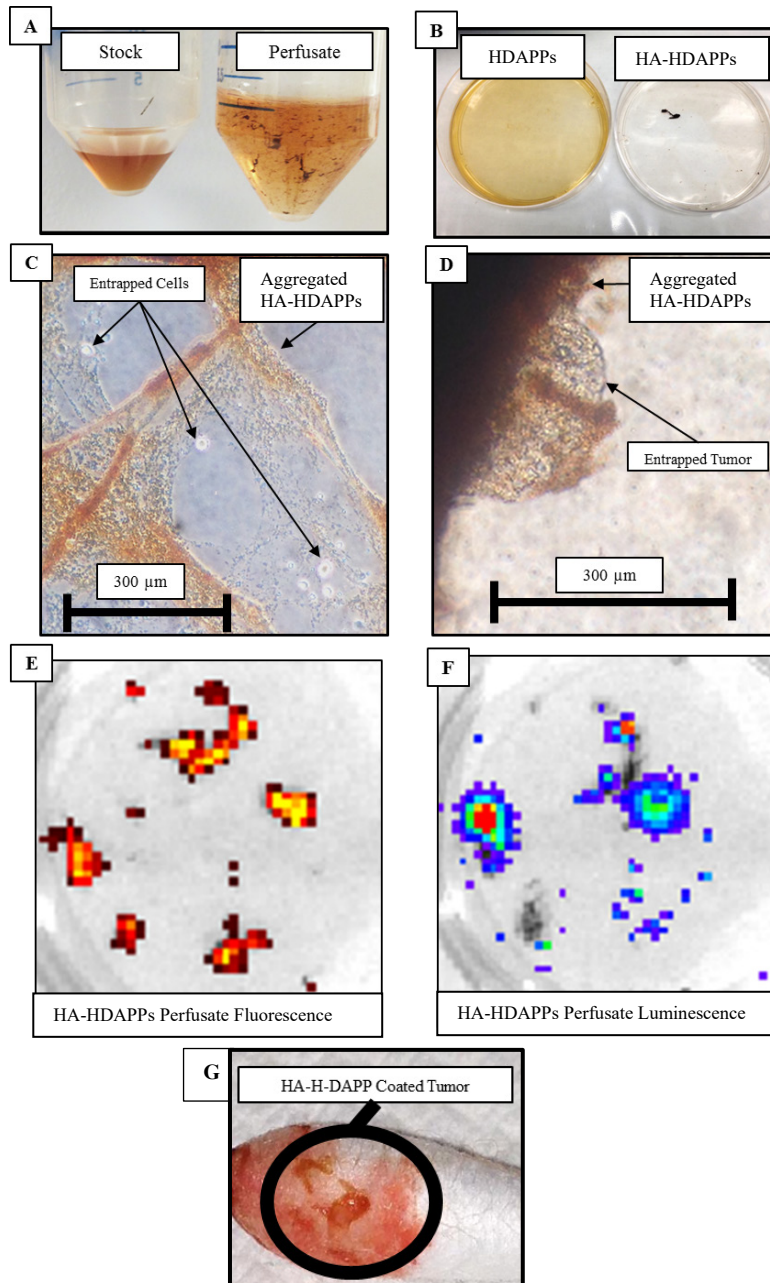 A
Stock
Perfusate
B
HDAPPs
HA-HDAPPs
C
Entrapped Cells
Aggregated
HA-HDAPPs
300 µm
D
Aggregated
HA-HDAPPs
Entrapped Tumor
300 µm
E
HA-HDAPPs Perfusate Fluorescence
F
HA-HDAPPs Perfusate Luminescence
G
HA-H-DAPP Coated Tumor